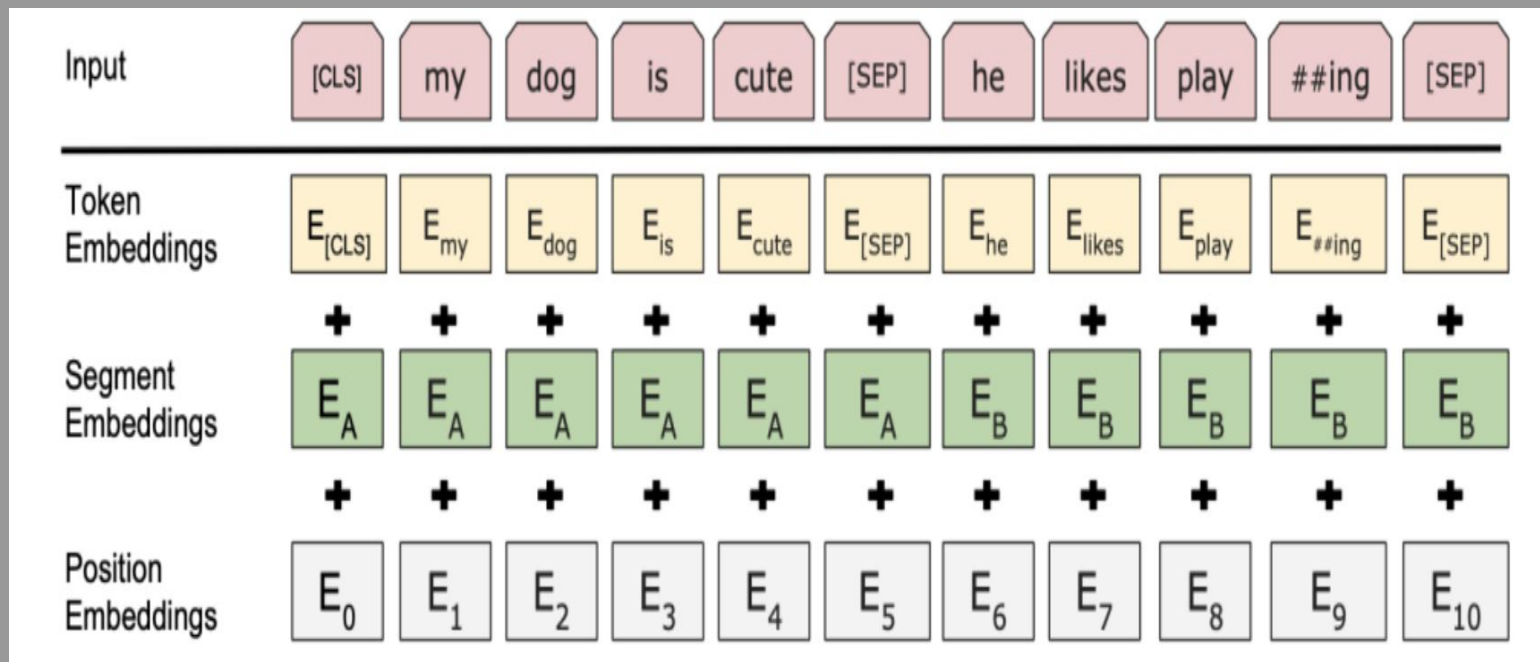 Input [CLS] my dog is cute [SEP] he likes play ##ing [SEP]
Token
Embeddings E[CLS] Emy Edog Eis Ecute E[SEP] Ehe Elikes Eplay E##ing E[SEP]
+ + + + + + + + + + +
Segment
Embeddings EA EA EA EA EA EA EB EB EB EB EB
+ + + + + + + + + + +
Position
Embeddings E0 E1 E2 E3 E4 E5 E6 E7 E8 E9 E10